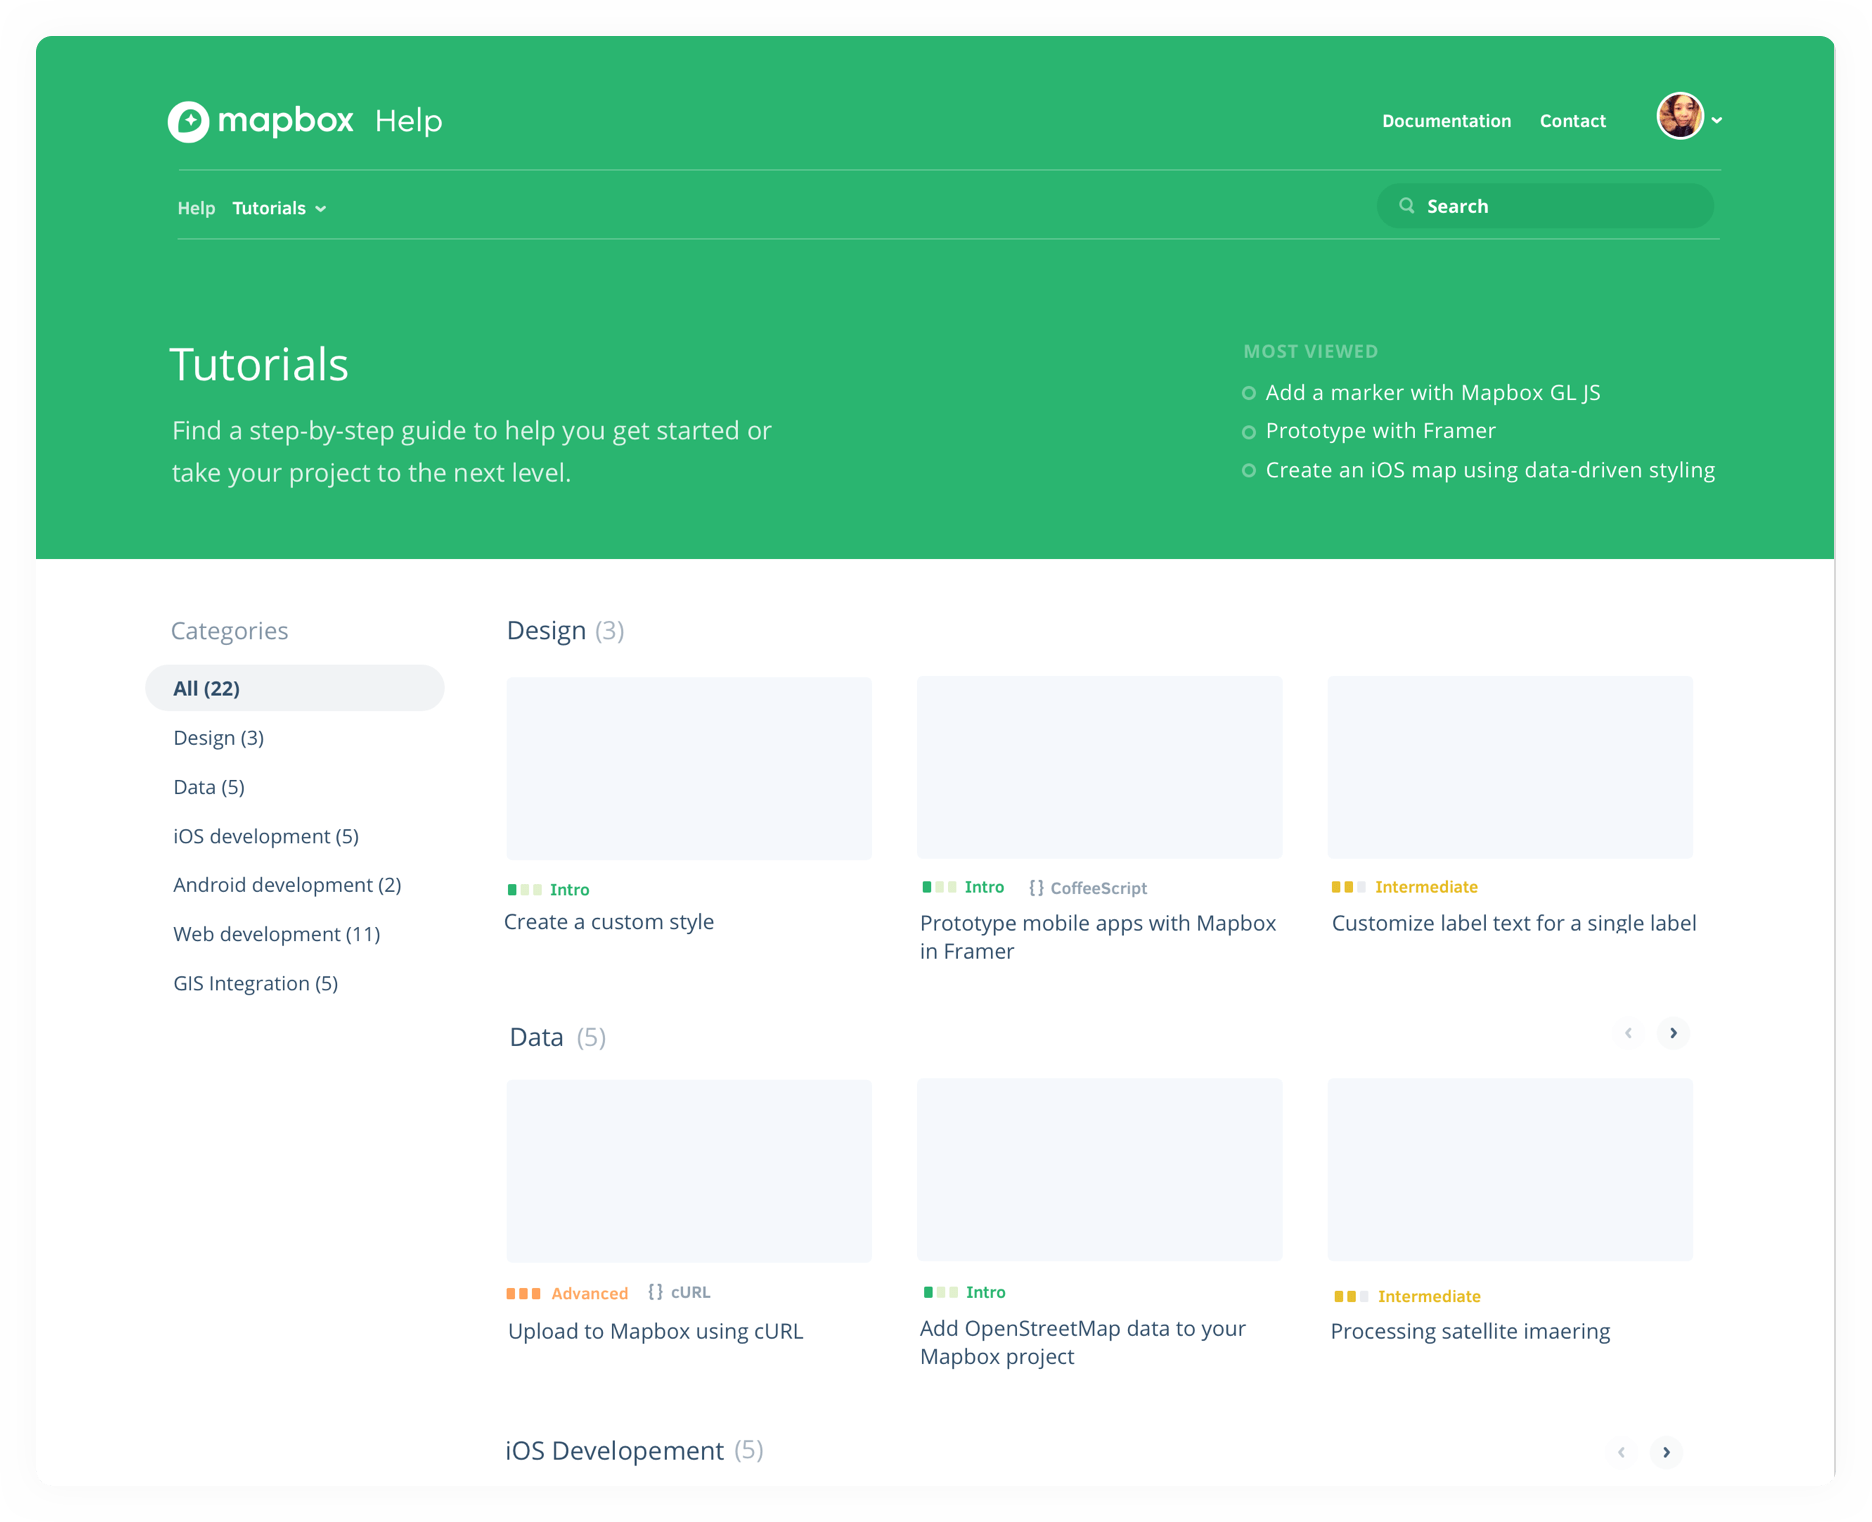 mapbox Help
Documentation Contact
Help Tutorials
Search
Tutorials
Find a step-by-step guide to help you get started or
take your project to the next level.
MOST VIEWED
Add a marker with Mapbox GL JS
Prototype with Framer
Create an iOS map using data-driven styling
Categories
All (22)
Design (3)
Data (5)
iOS development (5)
Android development (2)
Web development (11)
GIS Integration (5)
Design (3)
Intro
Create a custom style
Intro {} CoffeeScript
Prototype mobile apps with Mapbox
in Framer
Intermediate
Customize label text for a single label
Data (5)
Advanced {} cURL
Upload to Mapbox using cURL
Intro
Add OpenStreetMap data to your
Mapbox project
Intermediate
Processing satellite imaering
iOS Developement (5)